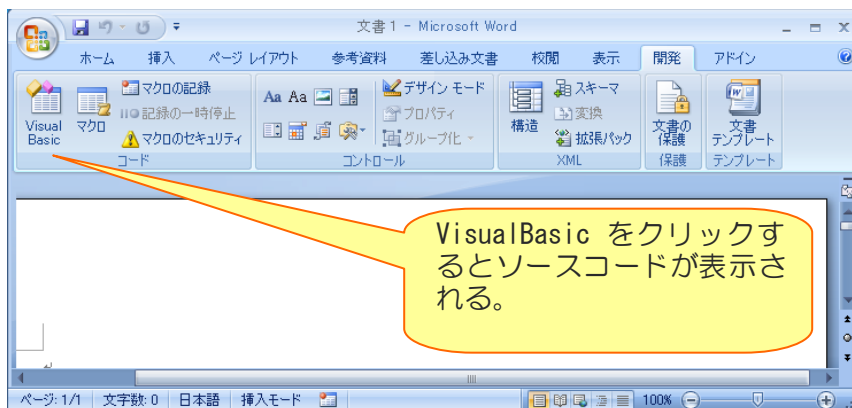 文書1 - Microsoft Word
ホーム 挿入 ページ レイアウト 参考資料 差し込み文書 校閲 表示 開発 アドイン
Visual Basic
マクロ
マクロの記録
記録の一時停止
マクロのセキュリティ
コード
Aa Aa
デザイン モード
プロパティ
グループ化
コントロール
構造
スキーマ
変換
拡張パック
XML
文書の
保護
保護
文書
テンプレート
テンプレート
VisualBasic をクリックす
るとソースコードが表示さ
れる。
ページ: 1/1 文字数: 0 日本語 挿入モード 100%